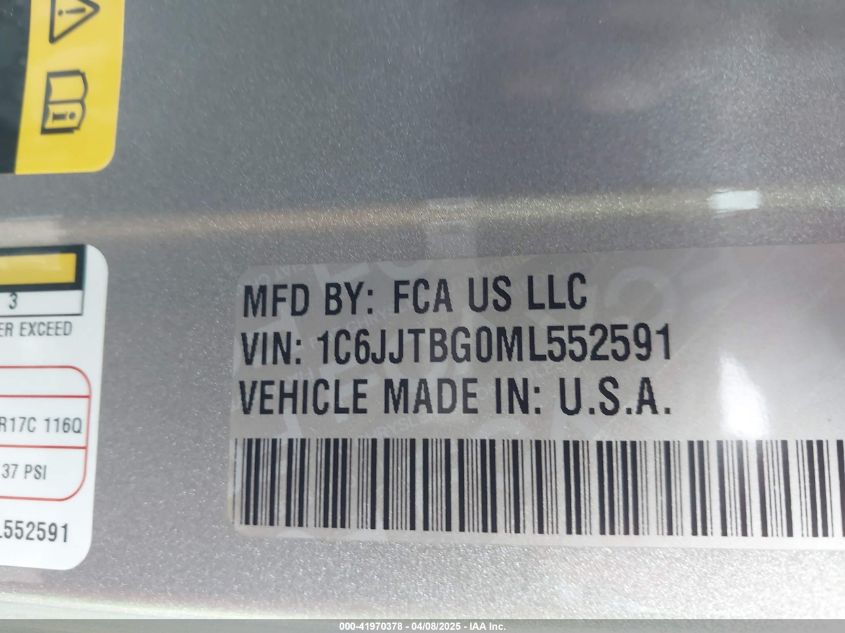 MFD BY: FCA US LLC
VIN: 1C6JJTBG0ML552591
VEHICLE MADE IN: U.S.A.
3
ER EXCEED
R17C 116Q
37 PSI
L552591
000-41970378 - 04/08/2025 - IAA Inc.